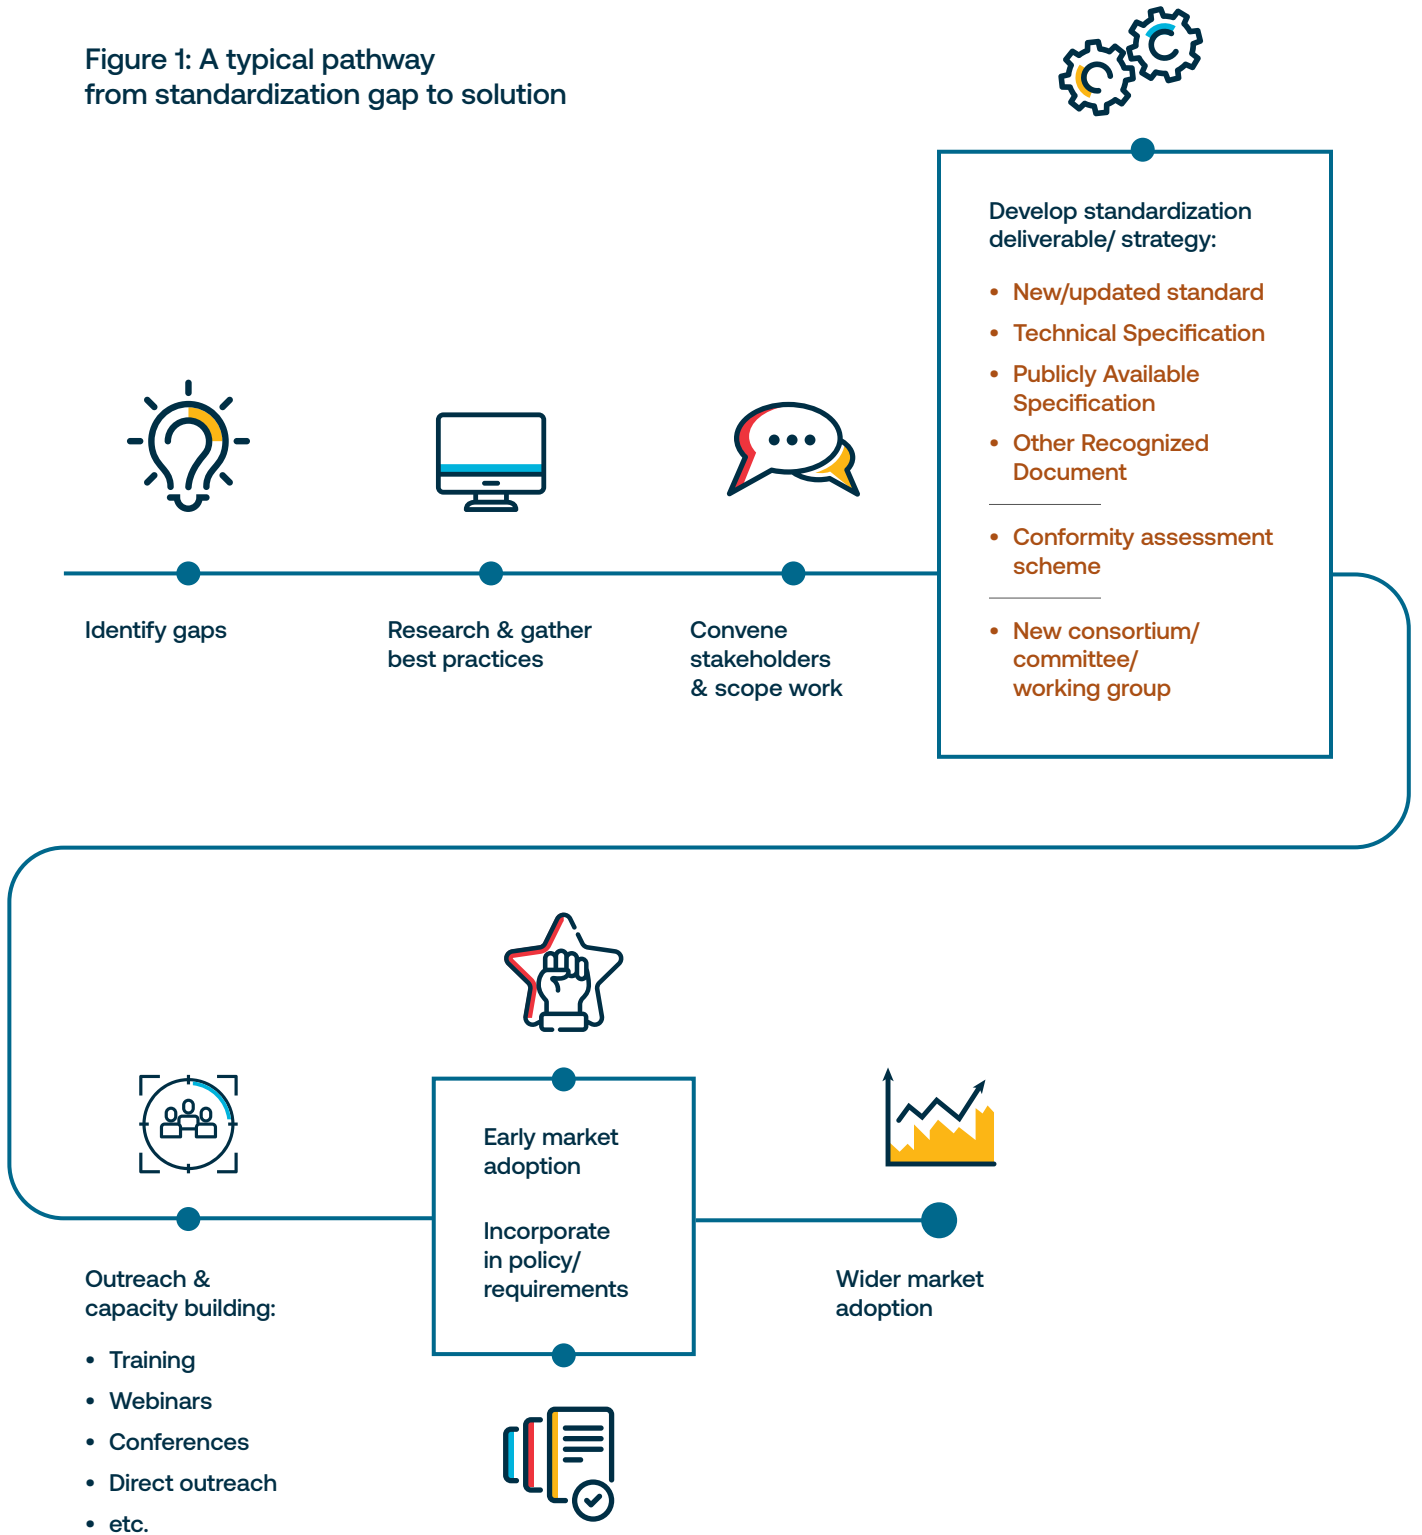 Figure 1: A typical pathway
from standardization gap to solution
Identify gaps
Research & gather
best practices
Convene
stakeholders
& scope work
Develop standardization
deliverable/ strategy:
• New/updated standard
• Technical Specification
• Publicly Available
Specification
• Other Recognized
Document
• Conformity assessment
scheme
• New consortium/
committee/
working group
Outreach &
capacity building:
• Training
• Webinars
• Conferences
• Direct outreach
• etc.
Early market
adoption
Incorporate
in policy/
requirements
Wider market
adoption